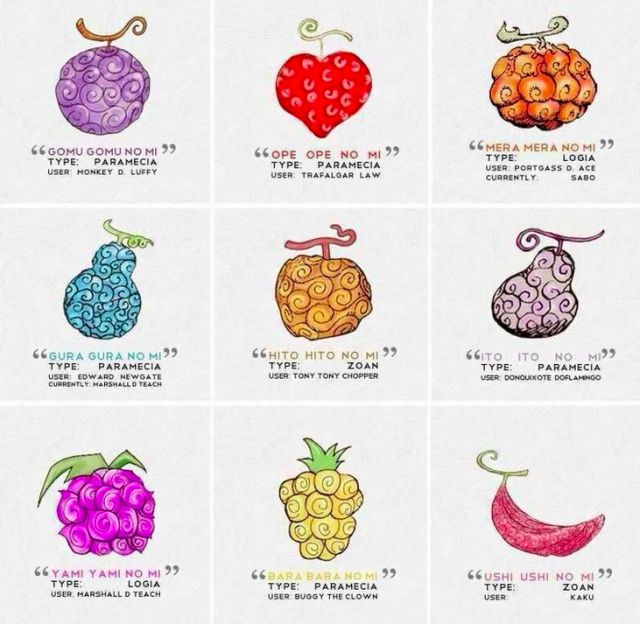 “GOMU GOMU NO MI”
TYPE: PARAMECIA
USER: MONKEY D. LUFFY
“OPE OPE NO MI”
TYPE: PARAMECIA
USER: TRAFALGAR LAW
“MERA MERA NO MI”
TYPE: LOGIA
USER: PORTGASS D. ACE
CURRENTLY: SABO
“GURA GURA NO MI”
TYPE: PARAMECIA
USER: EDWARD NEWGATE
CURRENTLY: MARSHALL D TEACH
“HITO HITO NO MI”
TYPE: ZOAN
USER: TONY TONY CHOPPER
“ITO ITO NO MI”
TYPE: PARAMECIA
USER: DONQUIXOTE DOFLAMINGO
“YAMI YAMI NO MI”
TYPE: LOGIA
USER: MARSHALL D TEACH
“BARA BARA NO MI”
TYPE: PARAMECIA
USER: BUGGY THE CLOWN
“USHI USHI NO MI”
TYPE: ZOAN
USER: KAKU